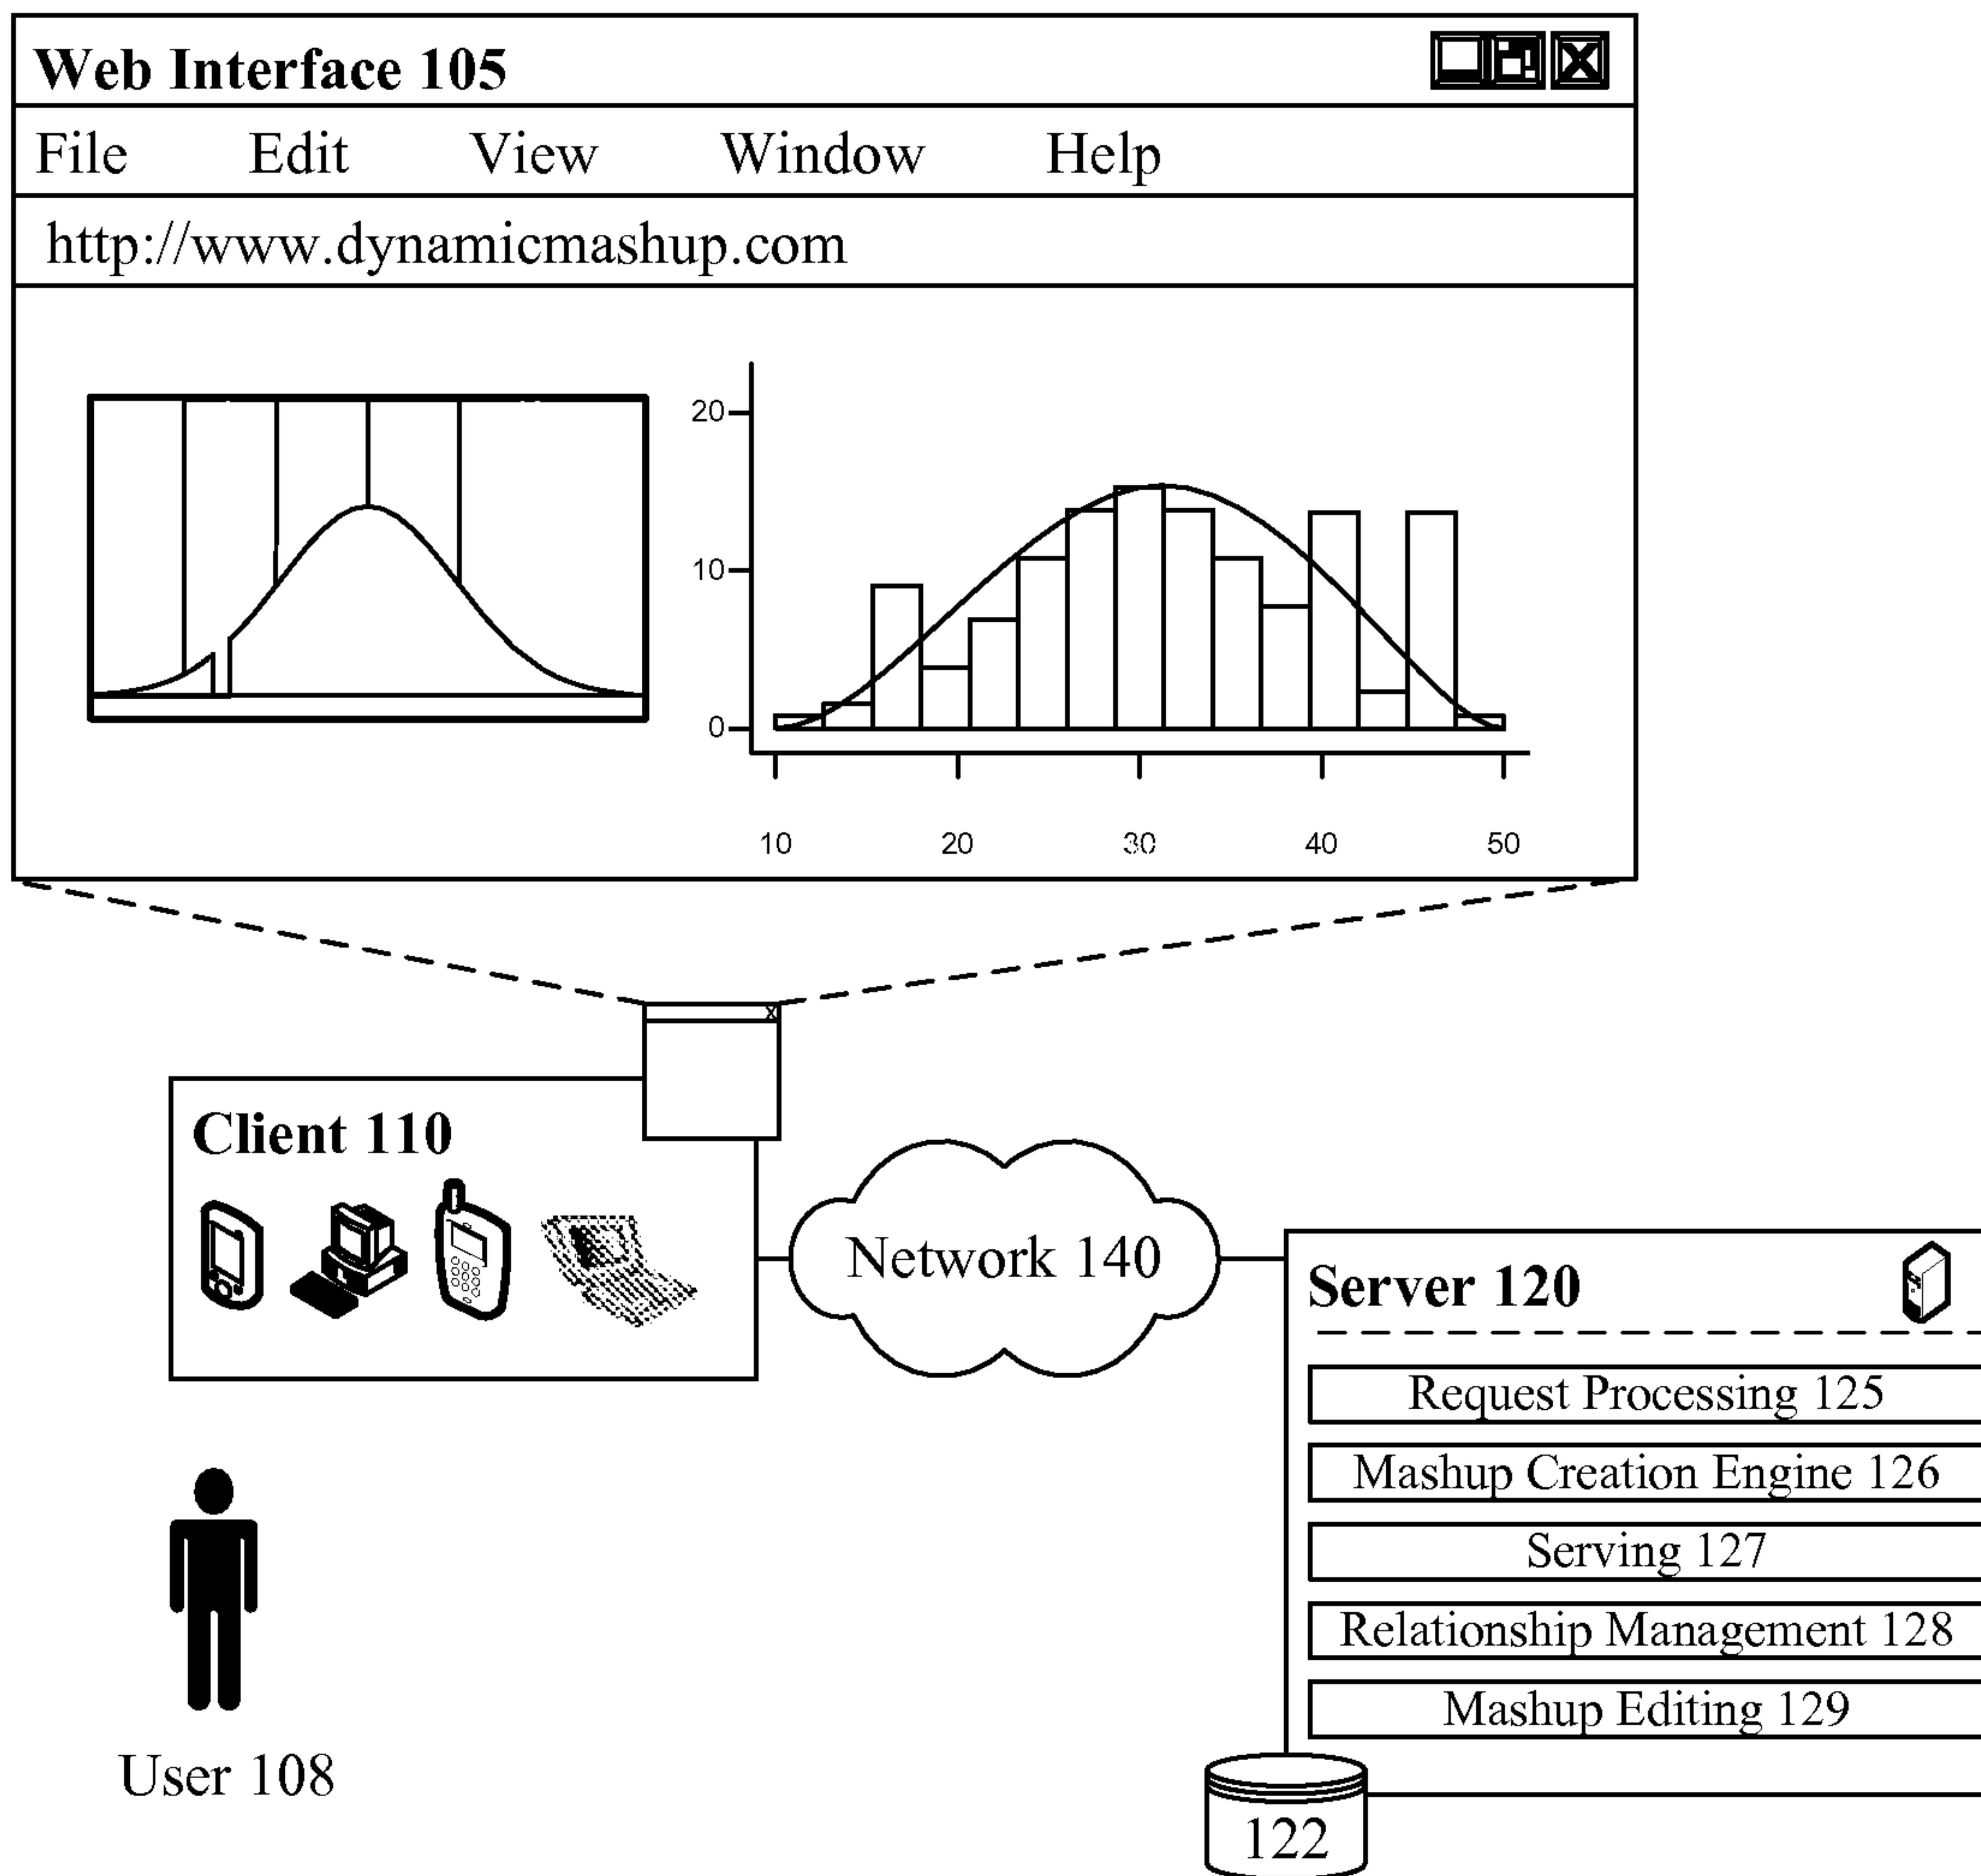 Web Interface 105
X
File Edit View Window Help
http://www.dynamicmashup.com
20
10
0
10 20 30 40 50
x
Client 110
Network 140
Server 120
Request Processing 125
Mashup Creation Engine 126
Serving 127
Relationship Management 128
Mashup Editing 129
User 108
122